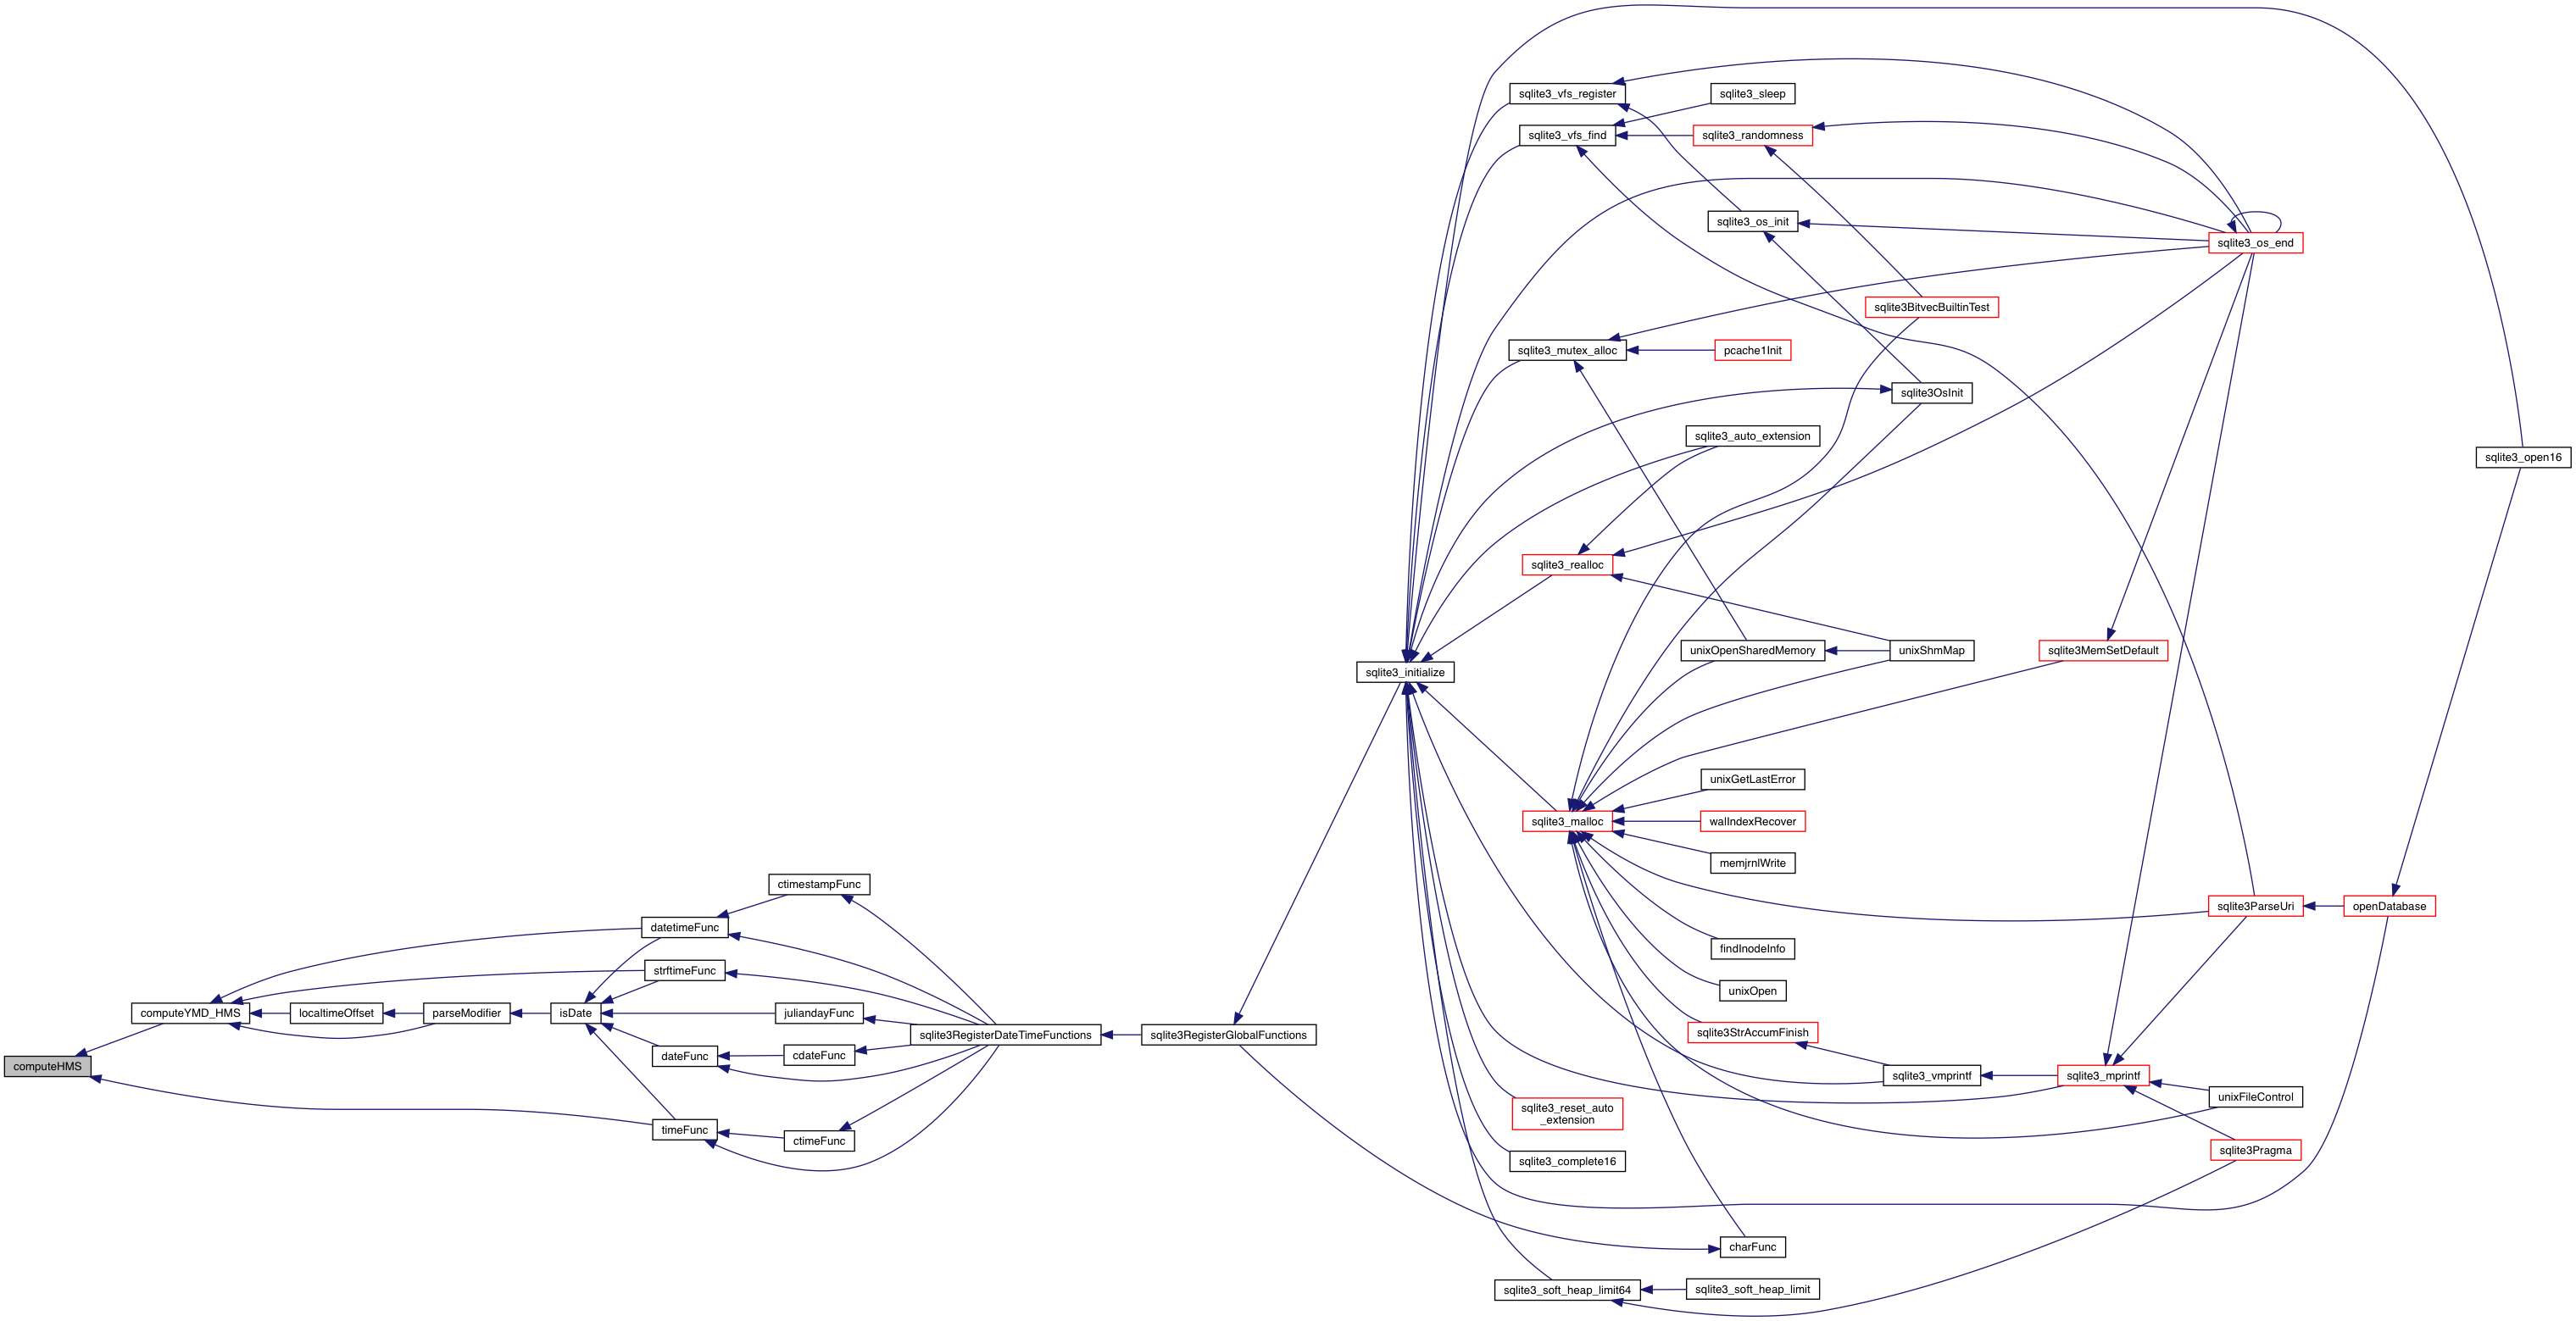 computeHMS
computeYMD_HMS
localtimeOffset
parseModifier
isDate
ctimestampFunc
datetimeFunc
strftimeFunc
juliandayFunc
dateFunc
cdateFunc
timeFunc
ctimeFunc
sqlite3RegisterDateTimeFunctions
sqlite3RegisterGlobalFunctions
sqlite3_initialize
sqlite3_vfs_register
sqlite3_vfs_find
sqlite3_sleep
sqlite3_randomness
sqlite3_os_init
sqlite3_os_end
sqlite3BitvecBuiltinTest
sqlite3_mutex_alloc
pcache1Init
sqlite3OsInit
sqlite3_auto_extension
sqlite3_open16
sqlite3_realloc
unixOpenSharedMemory
unixShmMap
sqlite3MemSetDefault
unixGetLastError
sqlite3_malloc
walIndexRecover
memjrnlWrite
sqlite3ParseUri
openDatabase
findInodeInfo
unixOpen
sqlite3StrAccumFinish
sqlite3_vmprintf
sqlite3_mprintf
unixFileControl
sqlite3_reset_auto
_extension
sqlite3Pragma
sqlite3_complete16
charFunc
sqlite3_soft_heap_limit64
sqlite3_soft_heap_limit